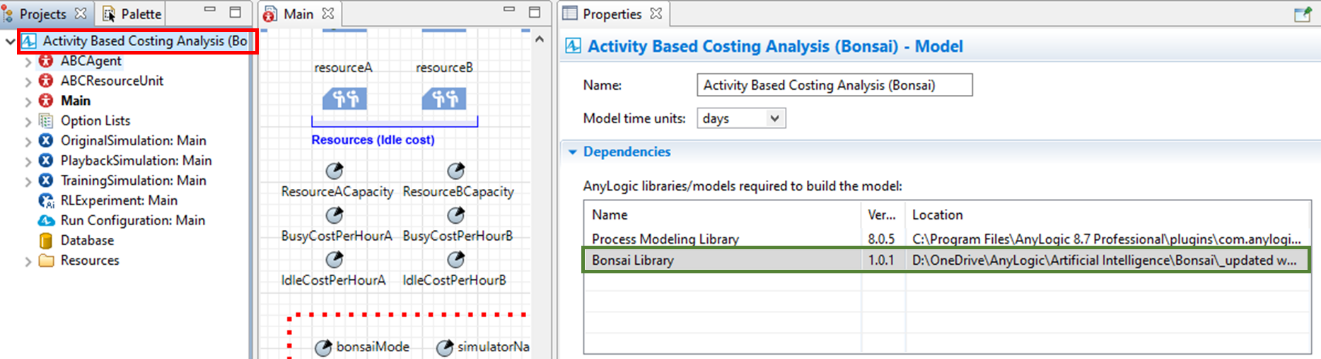 Projects
Palette
Activity Based Costing Analysis (Bo
ABCAgent
ABCResourceUnit
Main
Option Lists
OriginalSimulation: Main
PlaybackSimulation: Main
TrainingSimulation: Main
RLExperiment: Main
Run Configuration: Main
Database
Resources
Main
resourceA resourceB
Resources (Idle cost)
ResourceACapacity ResourceBCapacity
BusyCostPerHourA BusyCostPerHourB
IdleCostPerHourA IdleCostPerHourB
bonsaiMode simulatorNa
Properties
Activity Based Costing Analysis (Bonsai) - Model
Name: Activity Based Costing Analysis (Bonsai)
Model time units: days
Dependencies
AnyLogic libraries/models required to build the model:
Name Ver... Location
Process Modeling Library 8.0.5 C:\Program Files\AnyLogic 8.7 Professional\plugins\com.anylogi...
Bonsai Library 1.0.1 D:\OneDrive\AnyLogic\Artificial Intelligence\Bonsai\_updated w...